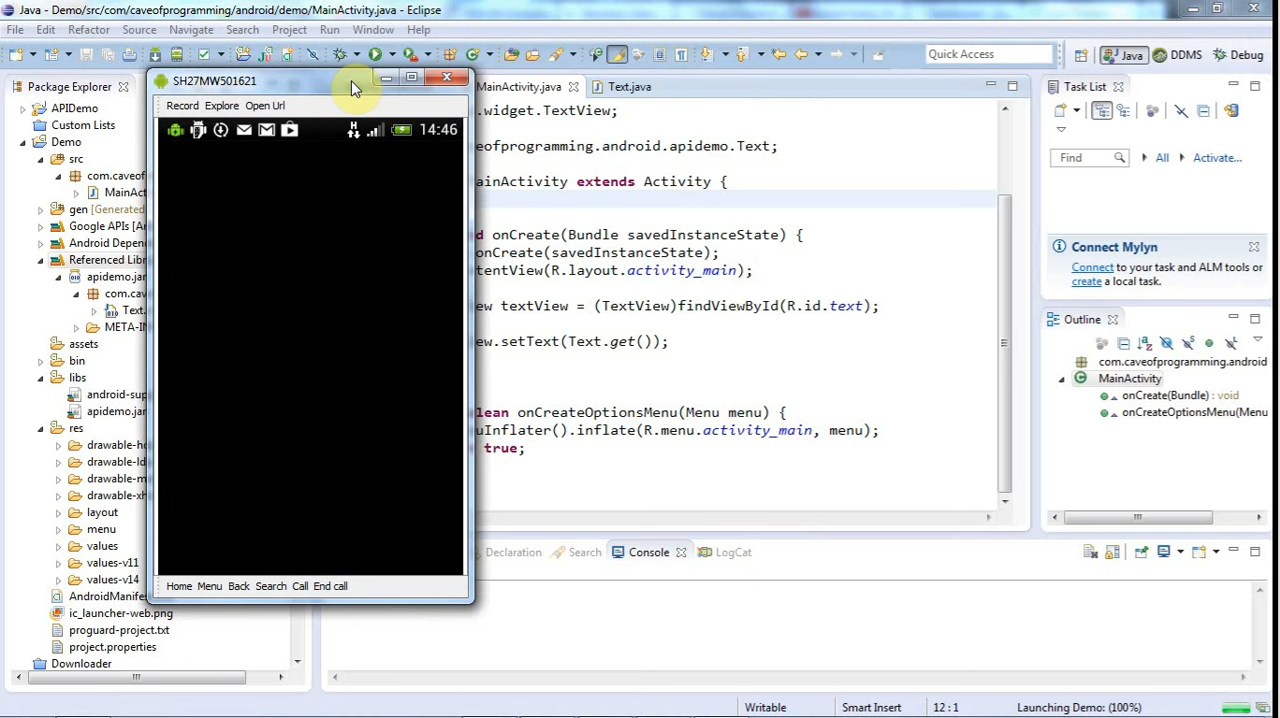 Java - Demo/src/com/caveofprogramming/android/demo/MainActivity.java - Eclipse
File Edit Refactor Source Navigate Search Project Run Window Help
Quick Access
Java
DDMS
Debug
Package Explorer
APIDemo
Custom Lists
Demo
src
com.caveof
MainAct
gen [Generated
Google APIs [An
Android Depen
Referenced Libr
apidemo.jar
com.cav
Text.
META-IN
assets
bin
libs
android-sup
apidemo.jar
res
drawable-hd
drawable-ld
drawable-m
drawable-xh
layout
menu
values
values-v11
values-v14
AndroidManife
ic_launcher-web.png
proguard-project.txt
project.properties
Downloader
SH27MW501621
Record Explore Open Url
14:46
Home Menu Back Search Call End call
MainActivity.java
Text.java
.widget.TextView;
eofprogramming.android.apidemo.Text;
ainActivity extends Activity {
d onCreate(Bundle savedInstanceState) {
onCreate(savedInstanceState);
tentView(R.layout.activity_main);
ew textView = (TextView)findViewById(R.id.text);
ew.setText(Text.get());
lean onCreateOptionsMenu(Menu menu) {
uInflater().inflate(R.menu.activity_main, menu);
true;
Declaration Search Console LogCat
Task List
Find
All
Activate...
Connect Mylyn
Connect to your task and ALM tools or
create a local task.
Outline
com.caveofprogramming.android
MainActivity
onCreate(Bundle) : void
onCreateOptionsMenu(Menu
Writable
Smart Insert
12 : 1
Launching Demo: (100%)